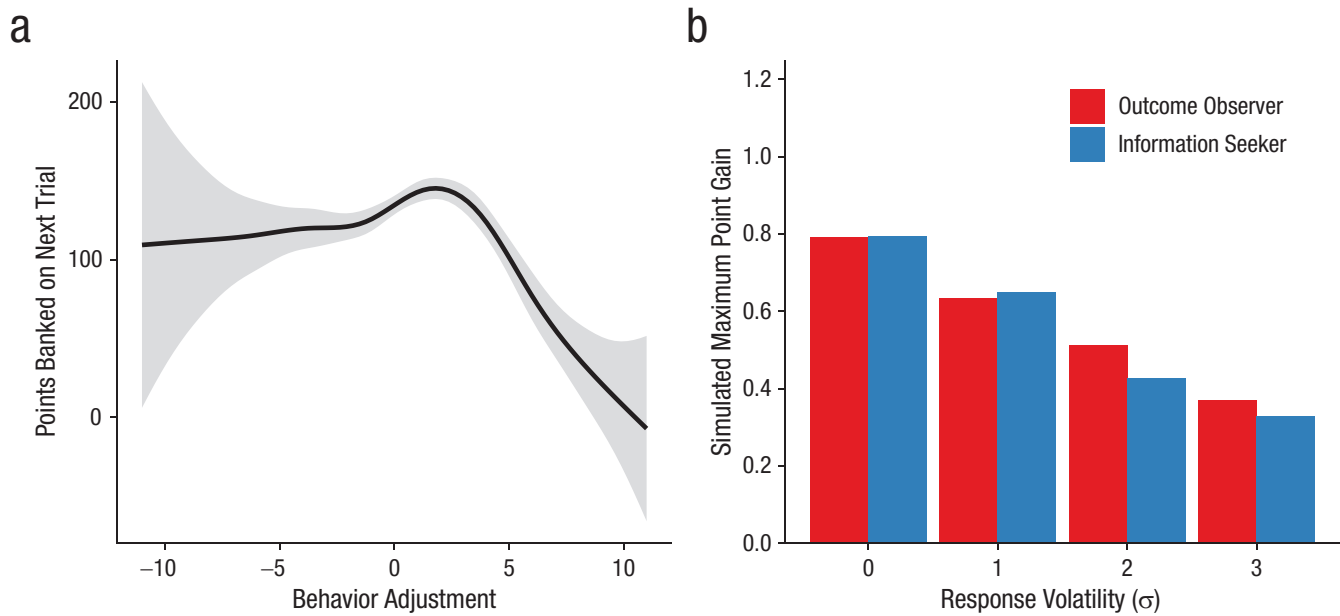 a
Points Banked on Next Trial
200
100
0
−10
−5
0
5
10
Behavior Adjustment
b
Simulated Maximum Point Gain
1.2
1.0
0.8
0.6
0.4
0.2
0.0
Outcome Observer
Information Seeker
0
1
2
3
Response Volatility (σ)